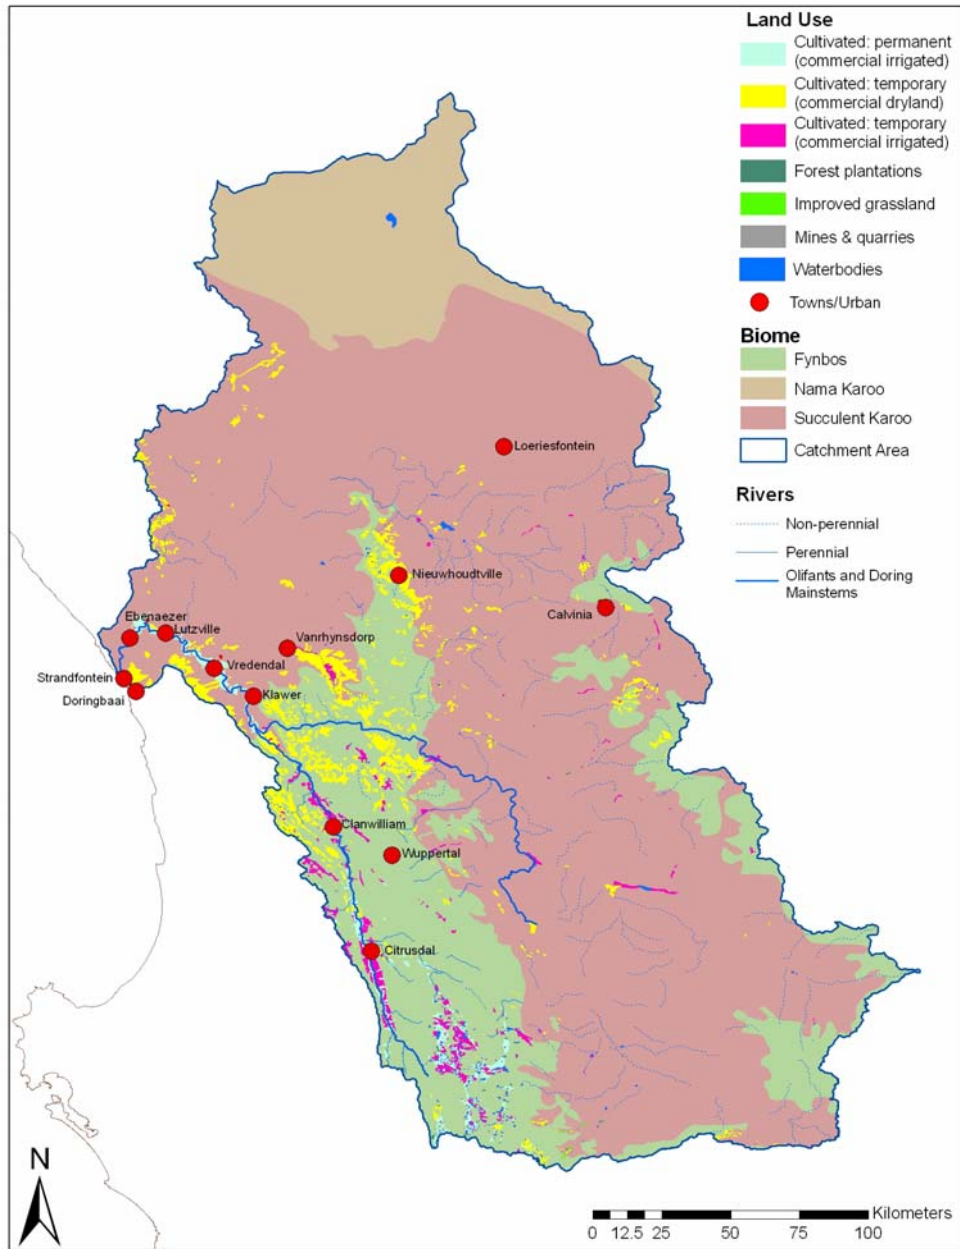 Land Use
Cultivated: permanent
(commercial irrigated)
Cultivated: temporary
(commercial dryland)
Cultivated: temporary
(commercial irrigated)
Forest plantations
Improved grassland
Mines & quarries
Waterbodies
Towns/Urban
Biome
Fynbos
Nama Karoo
Succulent Karoo
Catchment Area
Rivers
Non-perennial
Perennial
Olifants and Doring
Mainstems
Loeriesfontein
Nieuwhoudtville
Calvinia
Ebenaezer
Lutzville
Vanrhynsdorp
Vredendal
Strandfontein
Doringbaai
Klawer
Clanwilliam
Wuppertal
Citrusdal
N
Kilometers
0 12.5 25 50 75 100